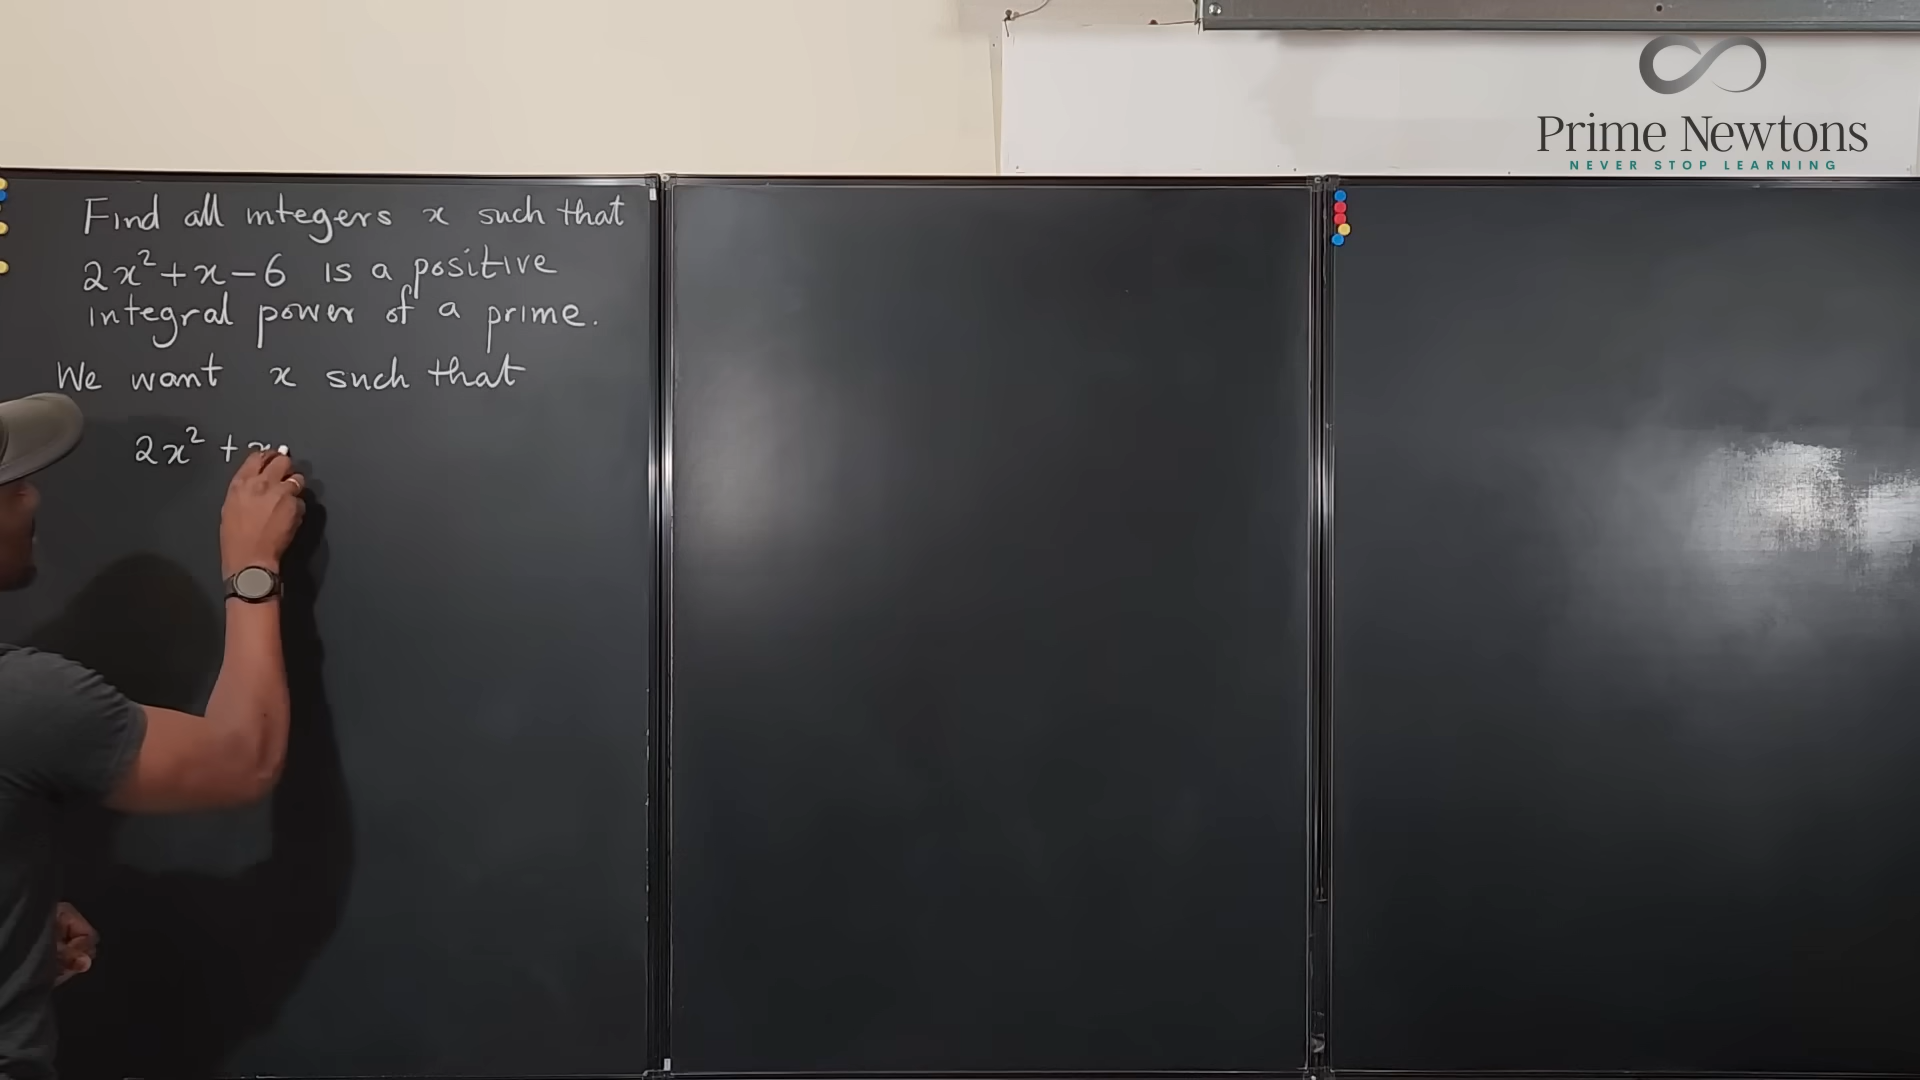 Prime Newtons
NEVER STOP LEARNING
Find all integers x such that
2x²+x-6 is a positive
integral power of a prime.
We want x such that
2x² + x